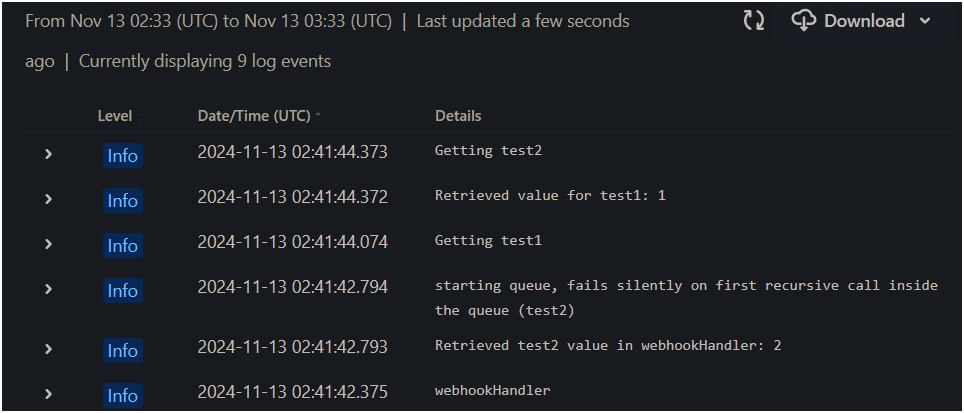 From Nov 13 02:33 (UTC) to Nov 13 03:33 (UTC) | Last updated a few seconds
Download
ago | Currently displaying 9 log events
Level Date/Time (UTC) Details
Info 2024-11-13 02:41:44.373 Getting test2
Info 2024-11-13 02:41:44.372 Retrieved value for test1: 1
Info 2024-11-13 02:41:44.074 Getting test1
Info 2024-11-13 02:41:42.794 starting queue, fails silently on first recursive call inside
the queue (test2)
Info 2024-11-13 02:41:42.793 Retrieved test2 value in webhookHandler: 2
Info 2024-11-13 02:41:42.375 webhookHandler